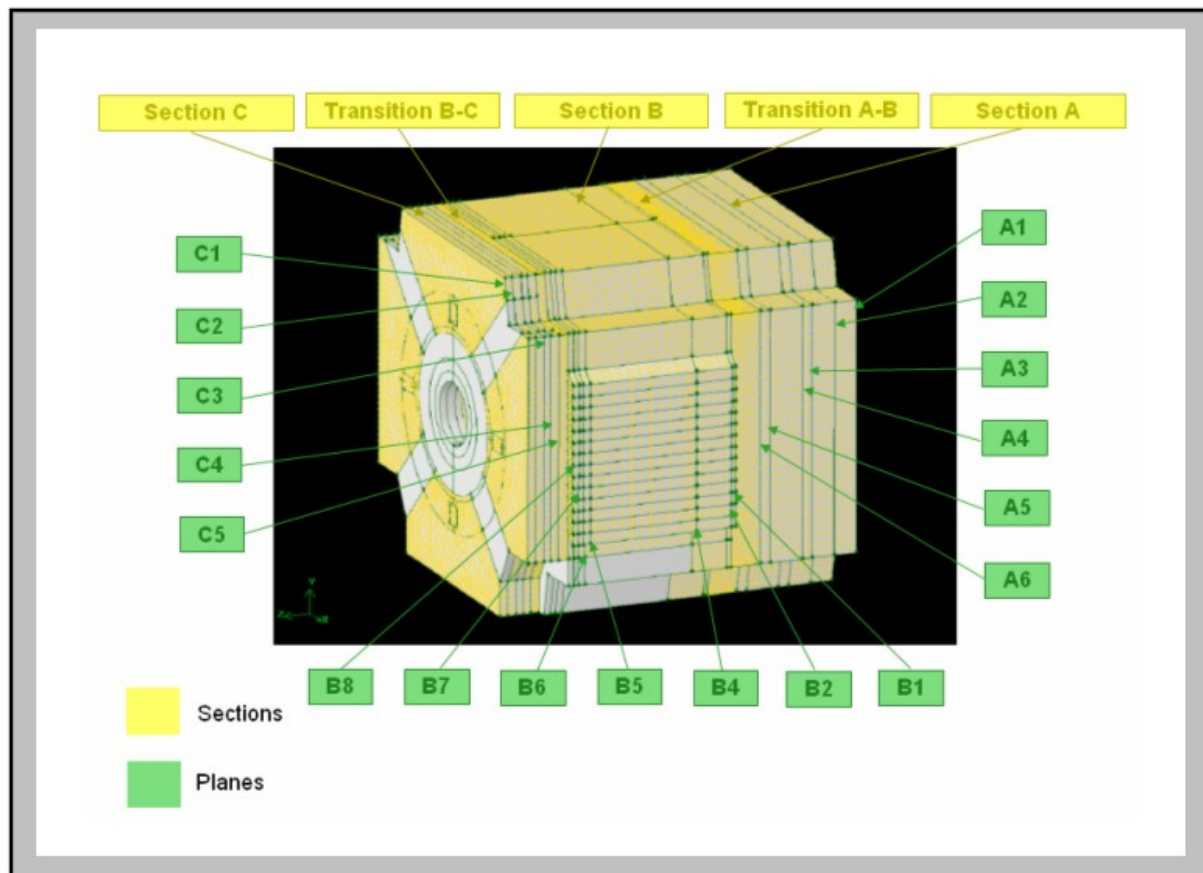 Section C
Transition B-C
Section B
Transition A-B
Section A
C1
C2
C3
C4
C5
A1
A2
A3
A4
A5
A6
Y
Z
X
B8
B7
B6
B5
B4
B2
B1
Sections
Planes